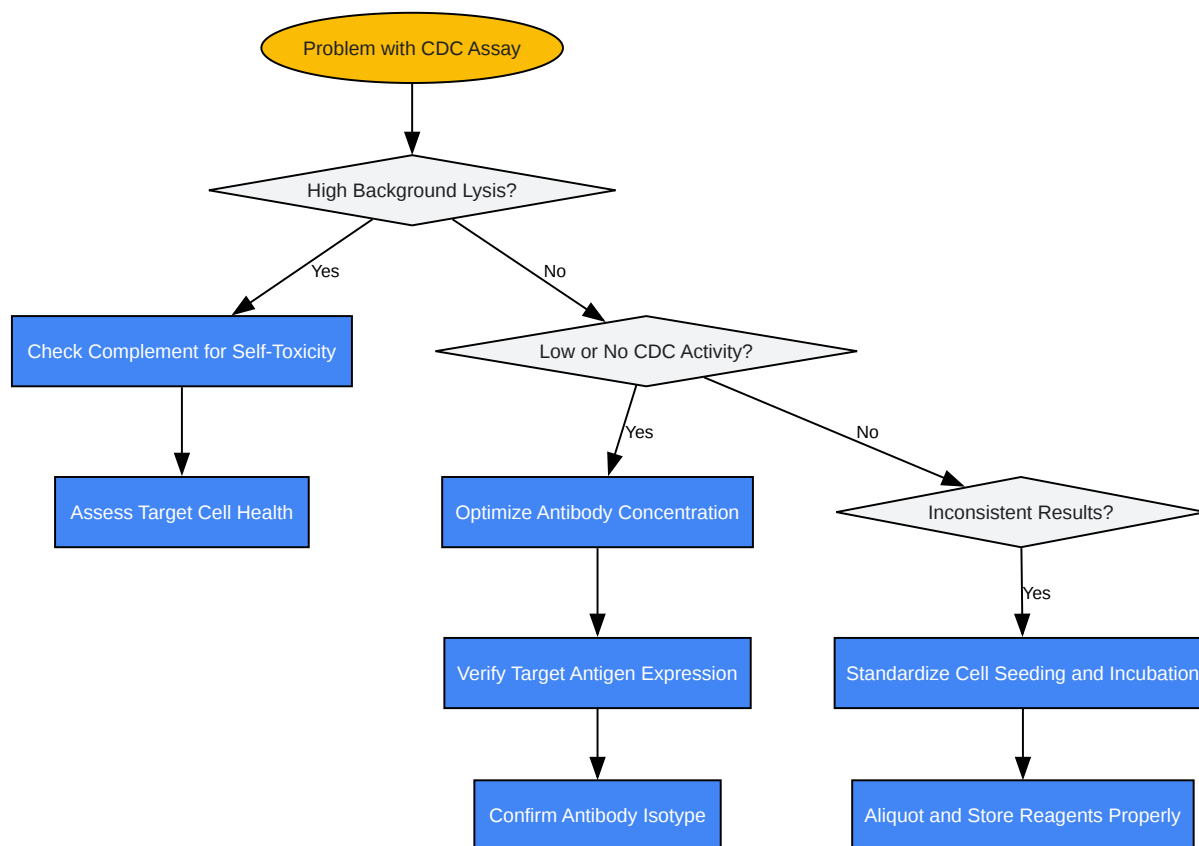 Problem with CDC Assay
High Background Lysis?
Yes
No
Check Complement for Self-Toxicity
Low or No CDC Activity?
Yes
No
Assess Target Cell Health
Optimize Antibody Concentration
Inconsistent Results?
Yes
Verify Target Antigen Expression
Standardize Cell Seeding and Incubation
Confirm Antibody Isotype
Aliquot and Store Reagents Properly